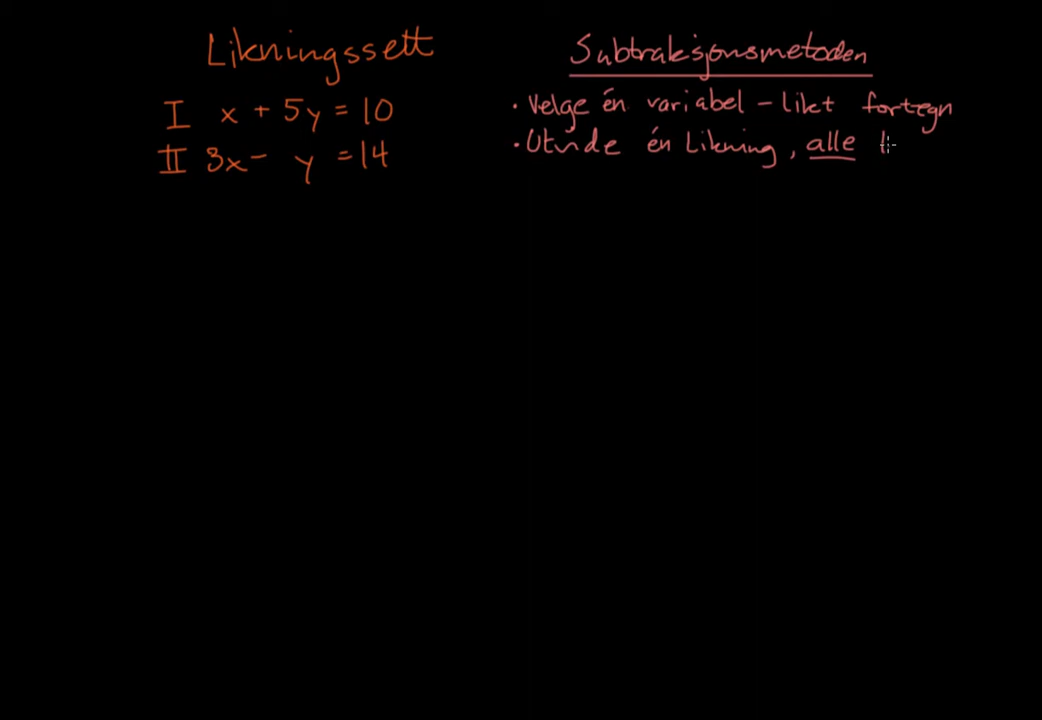 Likningssett
I x + 5y = 10
II 3x - y = 14
Subtraksjonsmetoden
• Velge én variabel - likt fortegn
• Utvide én Likning, alle